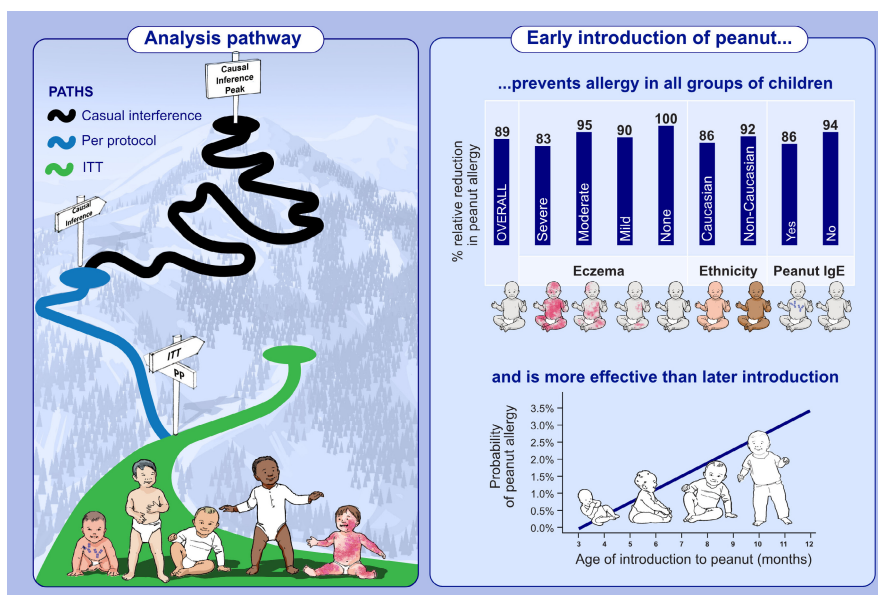 Analysis pathway
Causal
Inference
Peak
PATHS
Casual interference
Per protocol
ITT
Causal
Inference
ITT
PP
Early introduction of peanut...
...prevents allergy in all groups of children
% relative reduction
in peanut allergy
89
83
95
90
100
86
92
86
94
OVERALL
Severe
Moderate
Mild
None
Caucasian
Non-Caucasian
Yes
No
Eczema
Ethnicity
Peanut IgE
and is more effective than later introduction
Probability
of peanut allergy
3.5%
3.0%
2.5%
2.0%
1.5%
1.0%
0.5%
0.0%
3 4 5 6 7 8 9 10 11 12
Age of introduction to peanut (months)